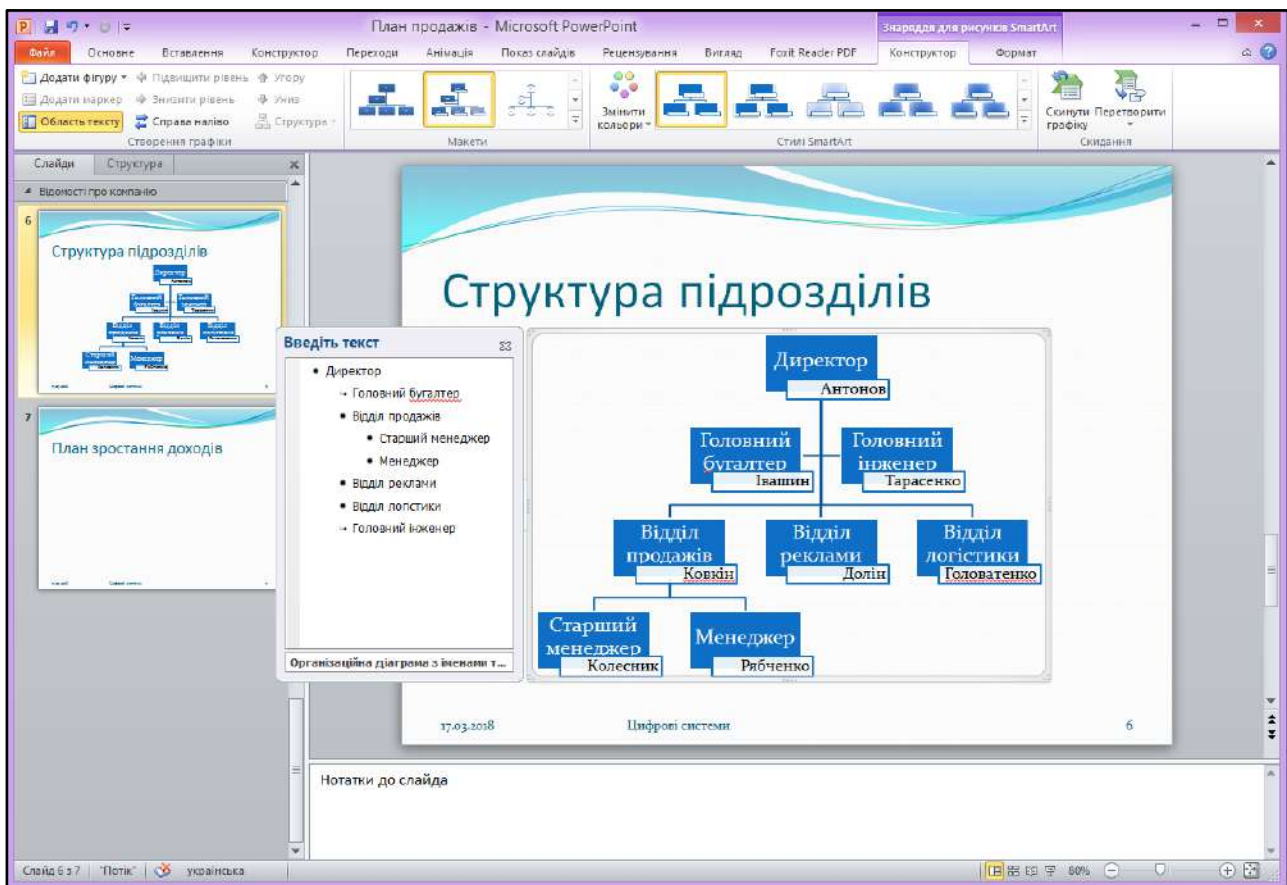 План продажів - Microsoft PowerPoint
Знаряддя для рисунків SmartArt
Файл Основне Вставлення Конструктор Переходи Анімація Показ слайдів Рецензування Вигляд Foxit Reader PDF Конструктор Формат
Додати фігуру Підвищити рівень Угору
Додати маркер Знизити рівень Униз
Область тексту Справа наліво Структура
Створення графіки
Макети
Змінити кольори
Стилі SmartArt
Скинути графіку
Перетворити
Скидання
Слайди Структура
Відомості про компанію
6
Структура підрозділів
7
План зростання доходів
Введіть текст
Директор
Головний бугалтер
Відділ продажів
Старший менеджер
Менеджер
Відділ реклами
Відділ логістики
Головний інженер
Організаційна діаграма з іменами т...
Структура підрозділів
Директор
Антонов
Головний бугалтер
Івашин
Головний інженер
Тарасенко
Відділ продажів
Ковкін
Відділ реклами
Долін
Відділ логістики
Головатенко
Старший менеджер
Колесник
Менеджер
Рябченко
17.03.2018
Цифрові системи
6
Нотатки до слайда
Слайд 6 з 7 "Потік" українська 80%